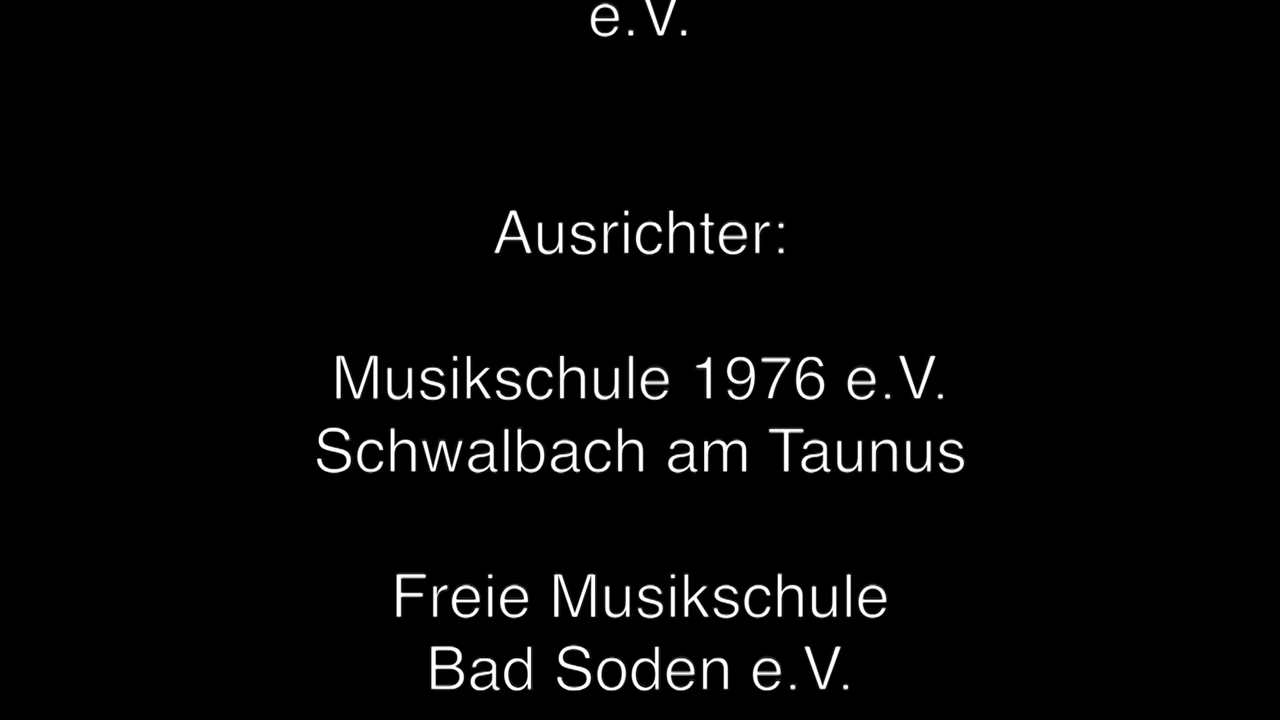 e.V.
Ausrichter:
Musikschule 1976 e.V.
Schwalbach am Taunus
Freie Musikschule
Bad Soden e.V.